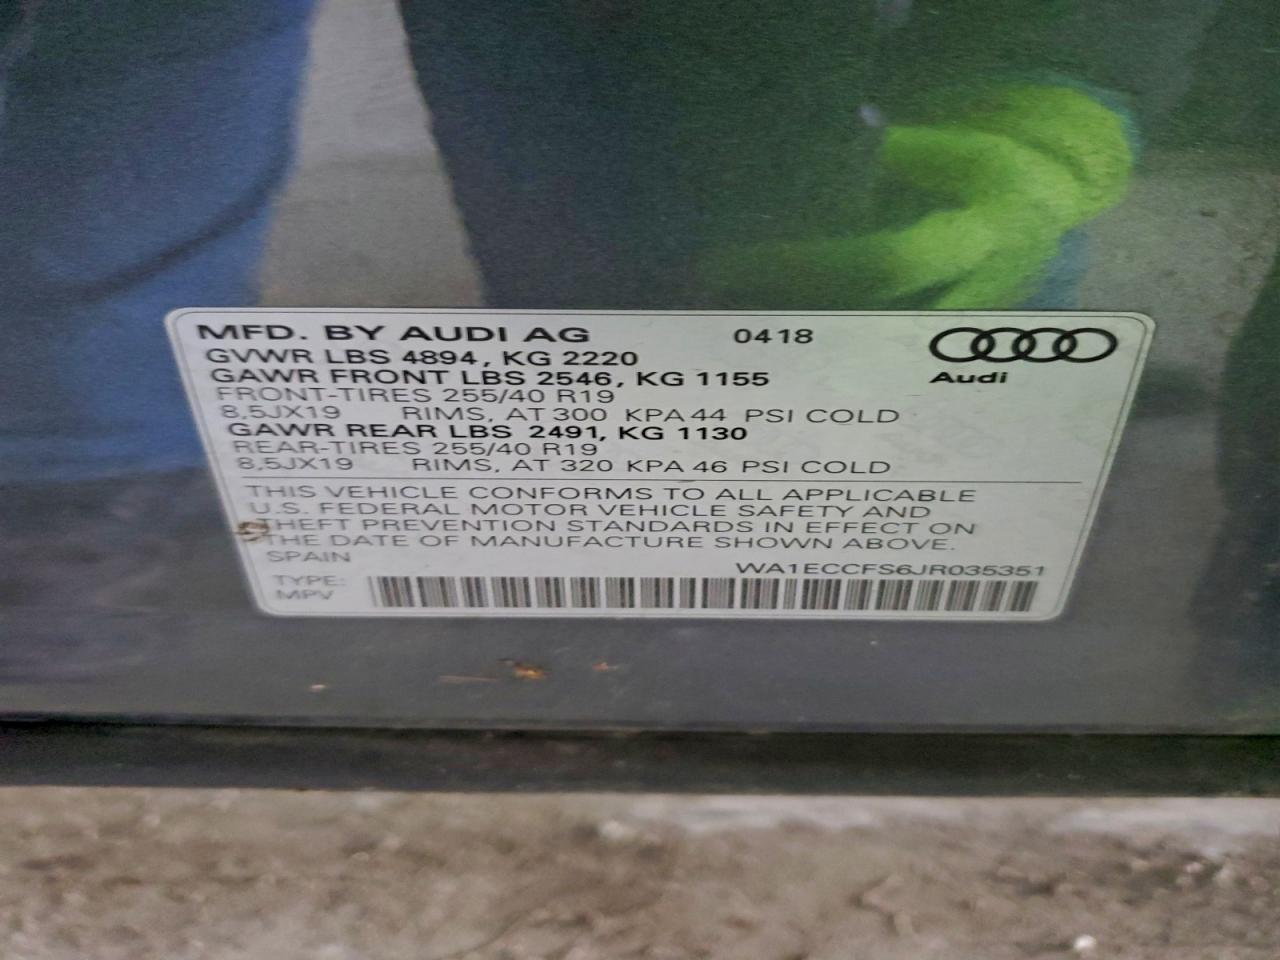 MFD. BY AUDI AG 0418
GVWR LBS 4894, KG 2220
GAWR FRONT LBS 2546, KG 1155
Audi
FRONT-TIRES 255/40 R19
8,5JX19 RIMS, AT 300 KPA 44 PSI COLD
GAWR REAR LBS 2491, KG 1130
REAR-TIRES 255/40 R19
8,5JX19 RIMS, AT 320 KPA 46 PSI COLD
THIS VEHICLE CONFORMS TO ALL APPLICABLE
U.S. FEDERAL MOTOR VEHICLE SAFETY AND
THEFT PREVENTION STANDARDS IN EFFECT ON
THE DATE OF MANUFACTURE SHOWN ABOVE.
SPAIN
WA1ECCFS6JR035351
TYPE:
MPV